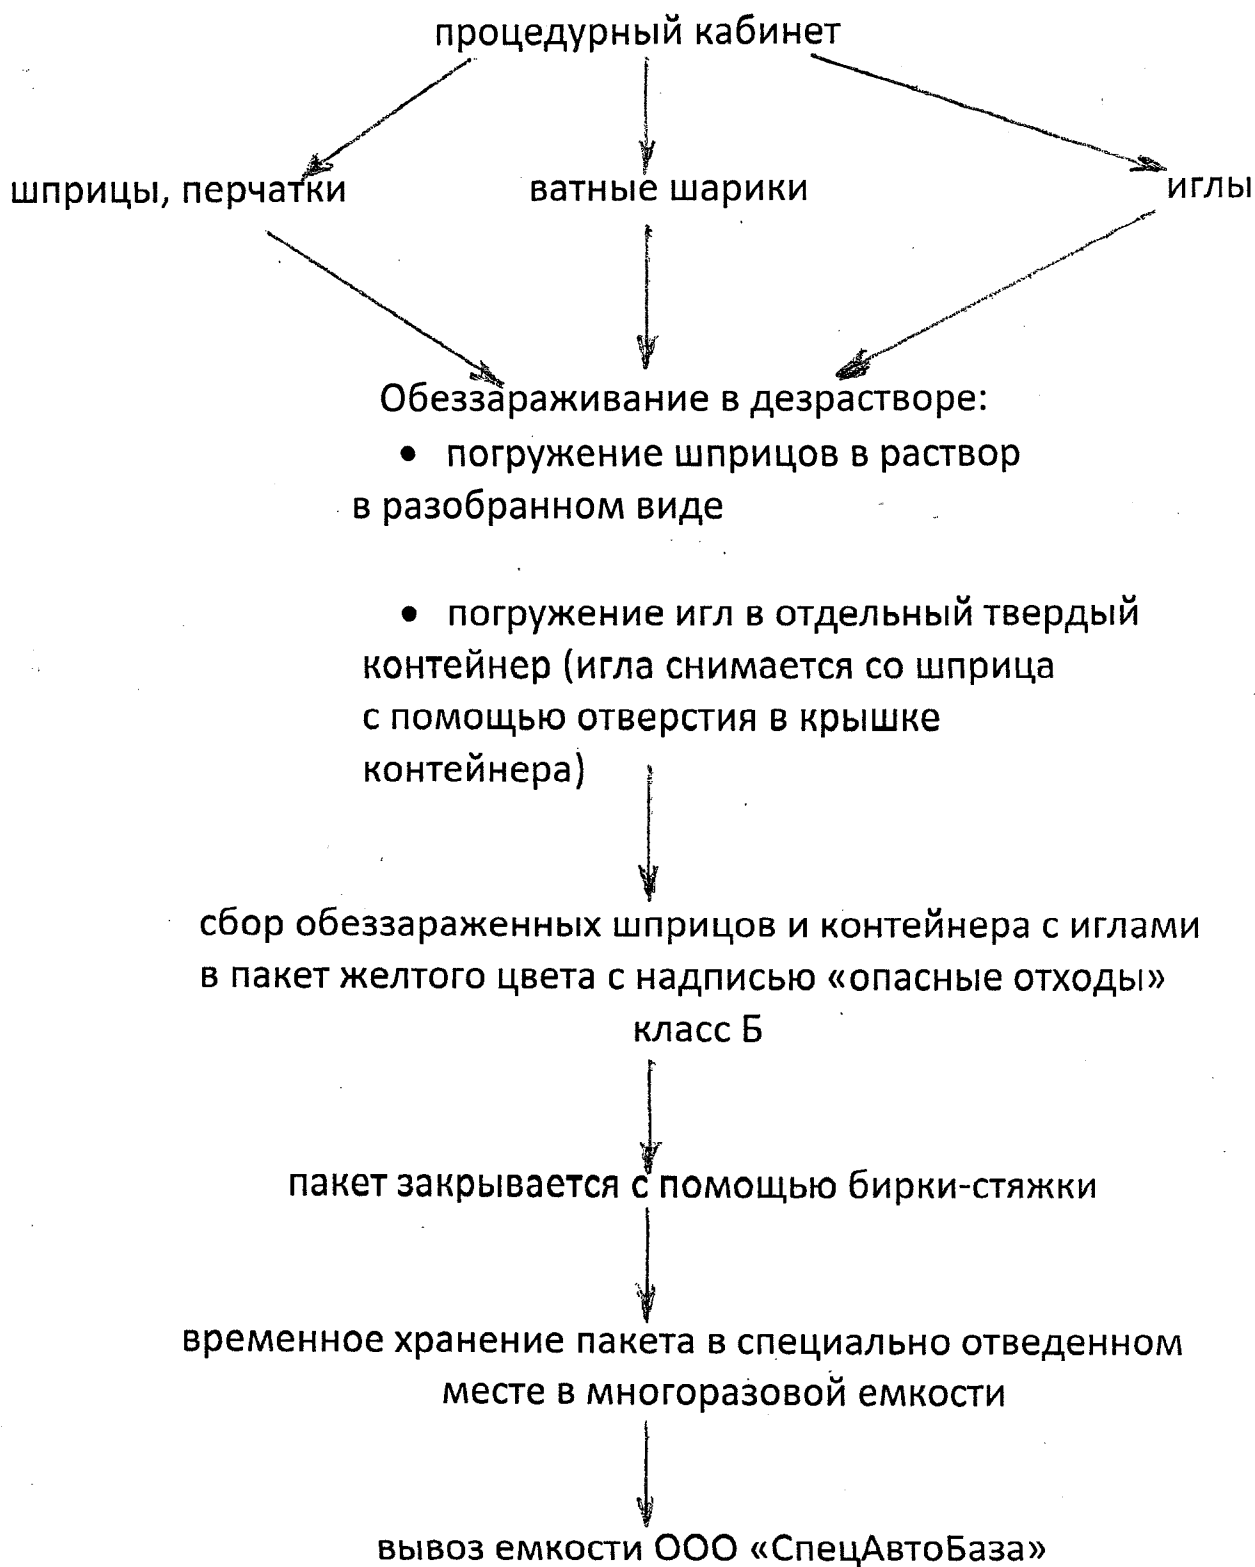 процедурный кабинет
шприцы, перчатки
ватные шарики
иглы
Обеззараживание в дезрастворе:
• погружение шприцов в раствор
в разобранном виде
• погружение игл в отдельный твердый
контейнер (игла снимается со шприца
с помощью отверстия в крышке
контейнера)
сбор обеззараженных шприцов и контейнера с иглами
в пакет желтого цвета с надписью «опасные отходы»
класс Б
пакет закрывается с помощью бирки-стяжки
временное хранение пакета в специально отведенном
месте в многоразовой емкости
вывоз емкости ООО «СпецАвтоБаза»